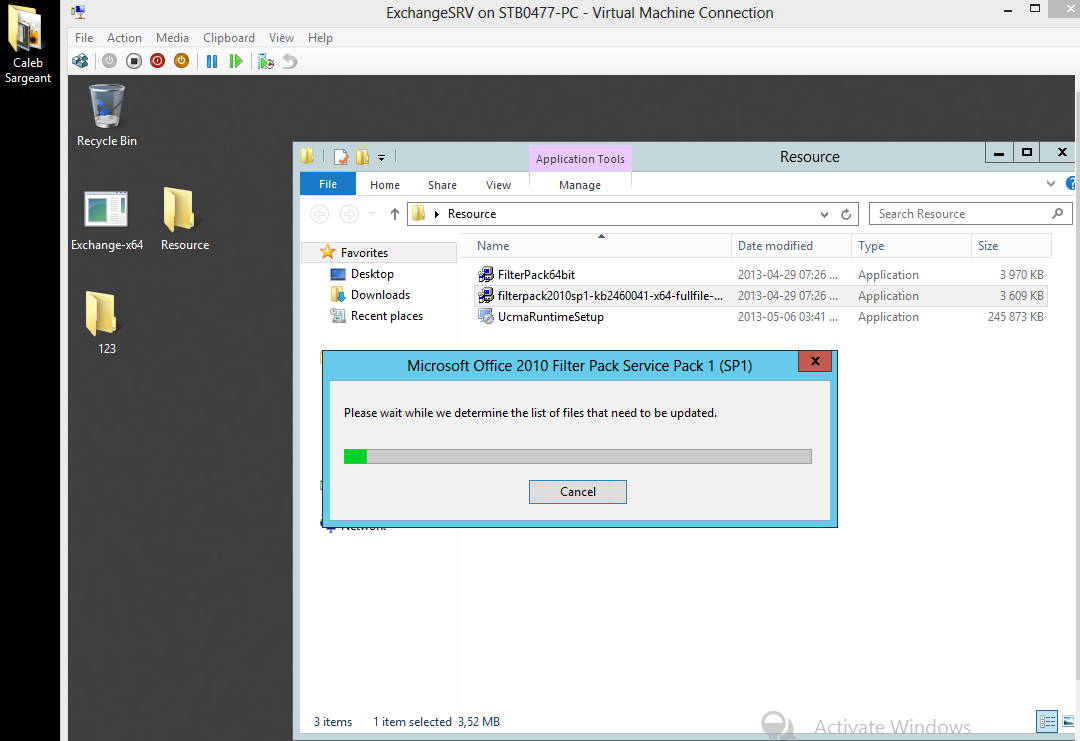 ExchangeSRV on STB0477-PC - Virtual Machine Connection
File Action Media Clipboard View Help
Caleb
Sargeant
Recycle Bin
Exchange-x64
Resource
123
Application Tools
Resource
File Home Share View Manage
Resource
Search Resource
Name Date modified Type Size
Favorites
Desktop
Downloads
Recent places
FilterPack64bit 2013-04-29 07:26 ... Application 3 970 KB
filterpack2010sp1-kb2460041-x64-fullfile-... 2013-04-29 07:26 ... Application 3 609 KB
UcmaRuntimeSetup 2013-05-06 03:41 ... Application 245 873 KB
Microsoft Office 2010 Filter Pack Service Pack 1 (SP1)
Please wait while we determine the list of files that need to be updated.
Cancel
Network
3 items 1 item selected 3,52 MB
Activate Windows